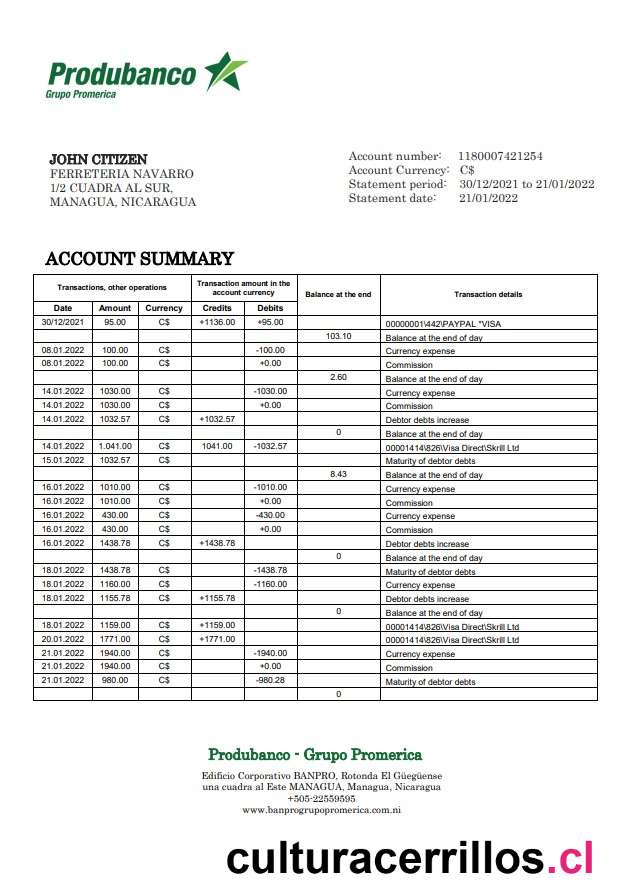 Produbanco
Grupo Promerica
JOHN CITIZEN
FERRETERIA NAVARRO
1/2 CUADRA AL SUR,
MANAGUA, NICARAGUA
Account number: 1180007421254
Account Currency: C$
Statement period: 30/12/2021 to 21/01/2022
Statement date: 21/01/2022
ACCOUNT SUMMARY
Transactions, other operations Transaction amount in the account currency Balance at the end Transaction details
Date Amount Currency Credits Debits
30/12/2021 95.00 C$ +1136.00 +95.00 00000001\442\PAYPAL *VISA
103.10 Balance at the end of day
08.01.2022 100.00 C$ -100.00 Currency expense
08.01.2022 100.00 C$ +0.00 Commission
2.60 Balance at the end of day
14.01.2022 1030.00 C$ -1030.00 Currency expense
14.01.2022 1030.00 C$ +0.00 Commission
14.01.2022 1032.57 C$ +1032.57 Debtor debts increase
0 Balance at the end of day
14.01.2022 1.041.00 C$ 1041.00 -1032.57 00001414\826\Visa Direct\Skrill Ltd
15.01.2022 1032.57 C$ Maturity of debtor debts
8.43 Balance at the end of day
16.01.2022 1010.00 C$ -1010.00 Currency expense
16.01.2022 1010.00 C$ +0.00 Commission
16.01.2022 430.00 C$ -430.00 Currency expense
16.01.2022 430.00 C$ +0.00 Commission
16.01.2022 1438.78 C$ +1438.78 Debtor debts increase
0 Balance at the end of day
18.01.2022 1438.78 C$ -1438.78 Maturity of debtor debts
18.01.2022 1160.00 C$ -1160.00 Currency expense
18.01.2022 1155.78 C$ +1155.78 Debtor debts increase
0 Balance at the end of day
18.01.2022 1159.00 C$ +1159.00 00001414\826\Visa Direct\Skrill Ltd
20.01.2022 1771.00 C$ +1771.00 00001414\826\Visa Direct\Skrill Ltd
21.01.2022 1940.00 C$ -1940.00 Currency expense
21.01.2022 1940.00 C$ +0.00 Commission
21.01.2022 980.00 C$ -980.28 Maturity of debtor debts
0
Produbanco - Grupo Promerica
Edificio Corporativo BANPRO, Rotonda El Güegüense
una cuadra al Este MANAGUA, Managua, Nicaragua
+505-22559595
www.banprogrupopromerica.com.ni
culturacerrillos.cl